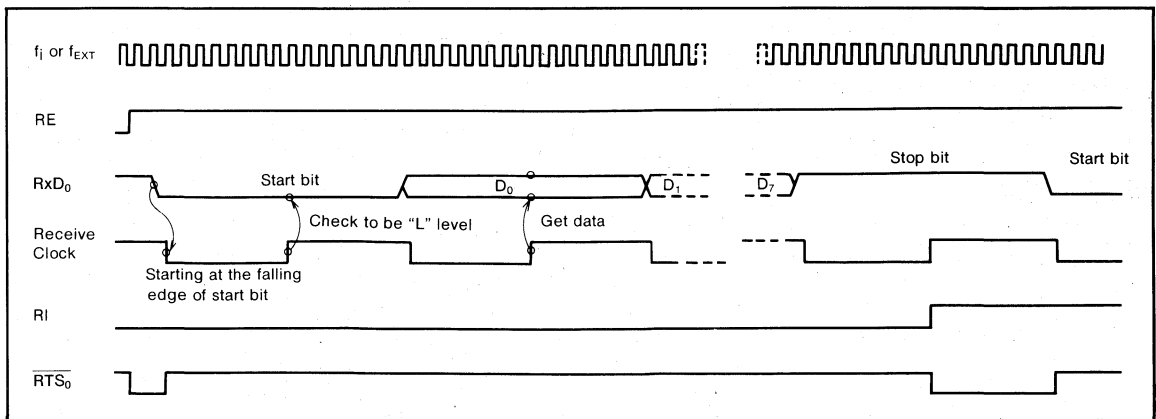 fi or fEXT
RE
Stop bit
Start bit
RxD0
Start bit
D0
D1
D7
Check to be "L" level
Get data
Receive
Clock
Starting at the falling
edge of start bit
RI
RTS0